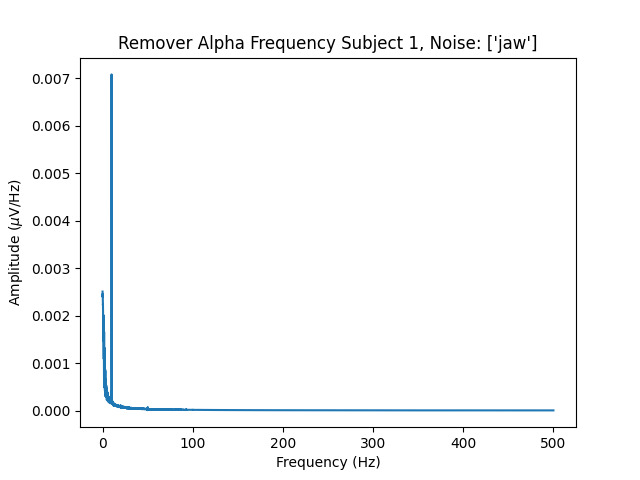 Remover Alpha Frequency Subject 1, Noise: ['jaw']
0.007
0.006
0.005
0.004
0.003
0.002
0.001
0.000
Amplitude (μV/Hz)
0 100 200 300 400 500
Frequency (Hz)